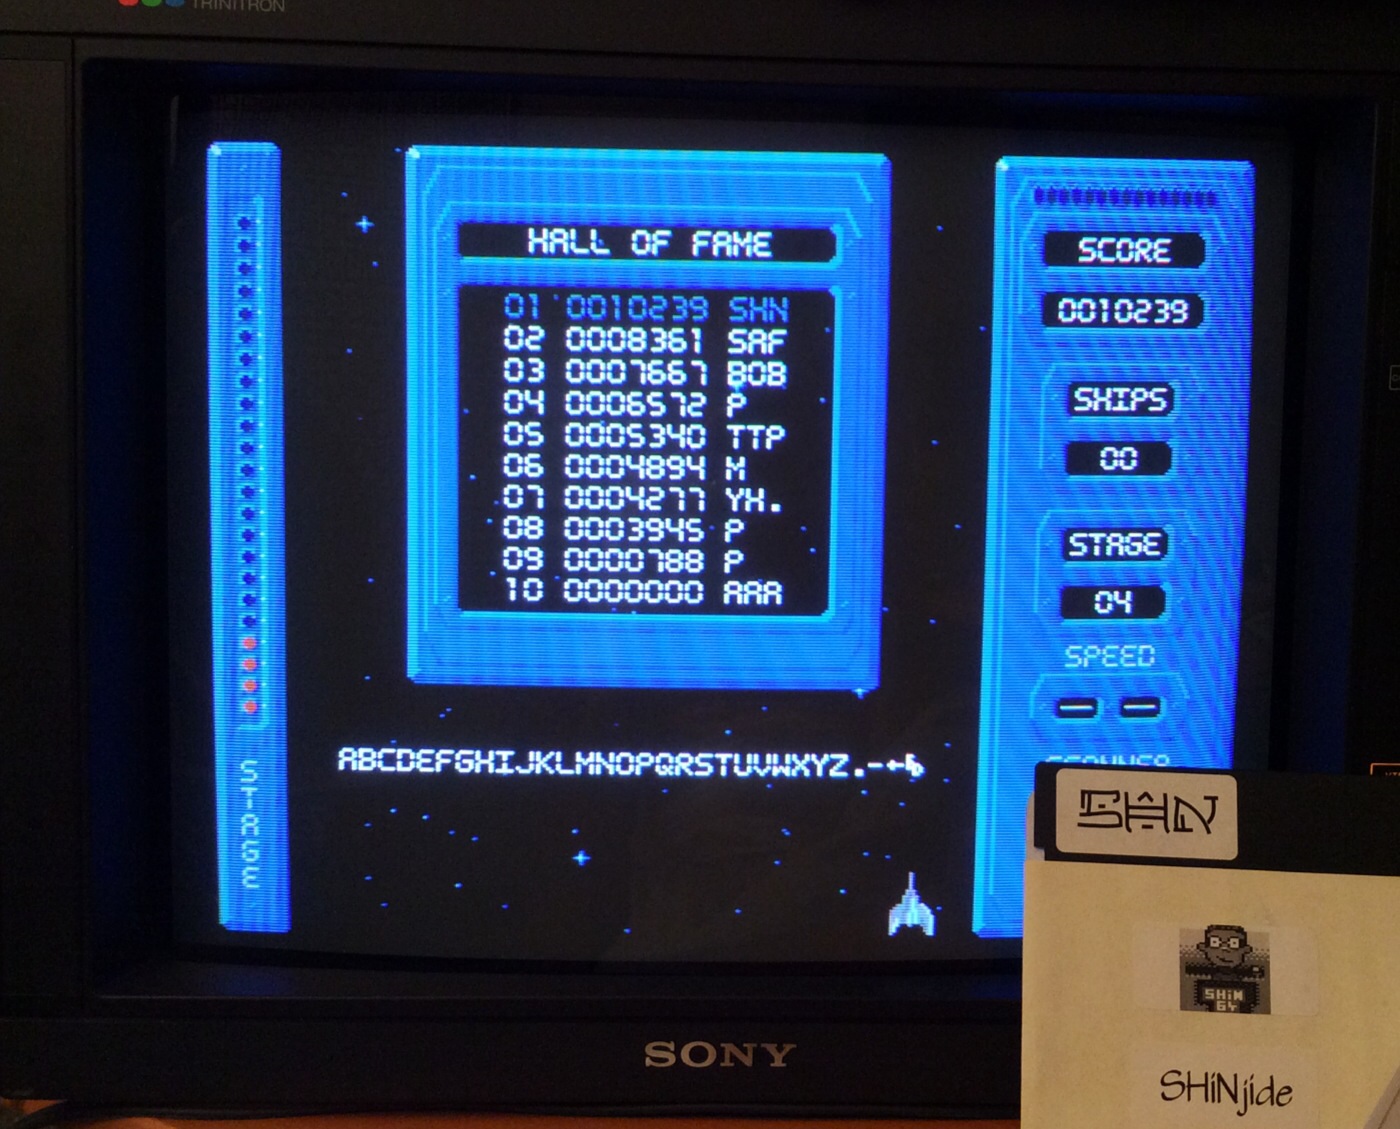 TRINITRON
HALL OF FAME
01 0010239 SHN
02 0008361 SAF
03 0007667 BOB
04 0006572 P
05 0005340 TTP
06 0004894 M
07 0004277 YH.
08 0003945 P
09 0000788 P
10 0000000 AAA
ABCDEFGHIJKLMNOPQRSTUVWXYZ.-←
STAGE
SCORE
0010239
SHIPS
00
STAGE
04
SPEED
SCANNER
SHN
SHiN
64
SHiNjide
SONY